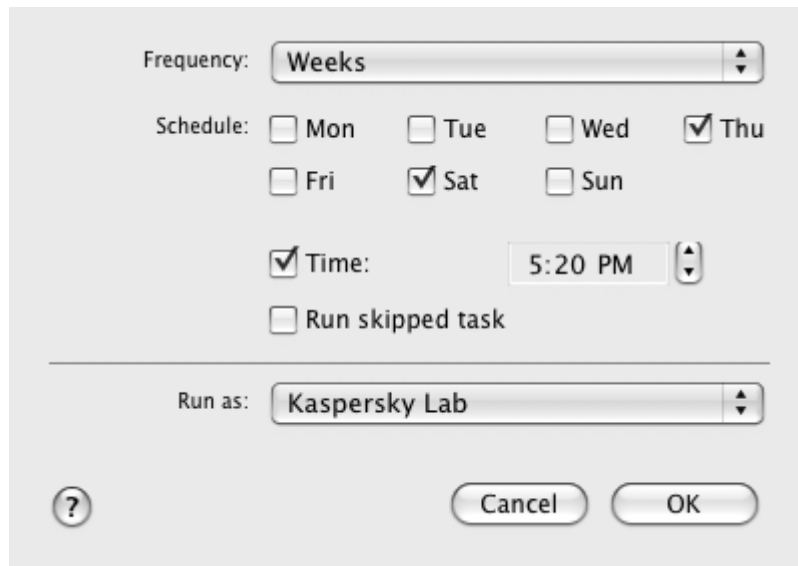 Frequency: Weeks
Schedule: Mon Tue Wed Thu
Fri Sat Sun
Time: 5:20 PM
Run skipped task
Run as: Kaspersky Lab
? Cancel OK